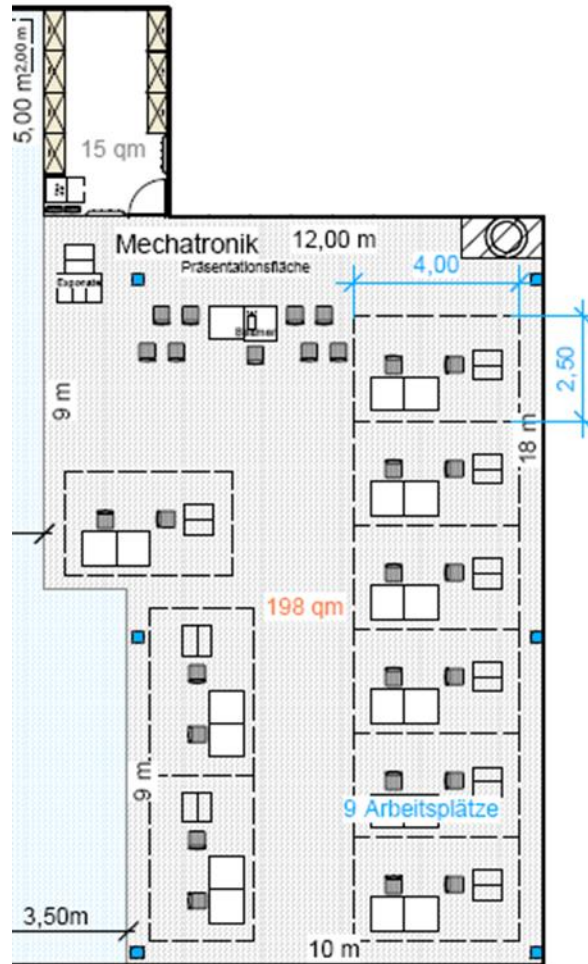 2,00 m
5,00 m
15 qm
Mechatronik
12,00 m
Präsentationsfläche
4,00
Exponate
Beamer
2,50
9 m
18 m
198 qm
9 Arbeitsplätze
9 m
3,50m
10 m